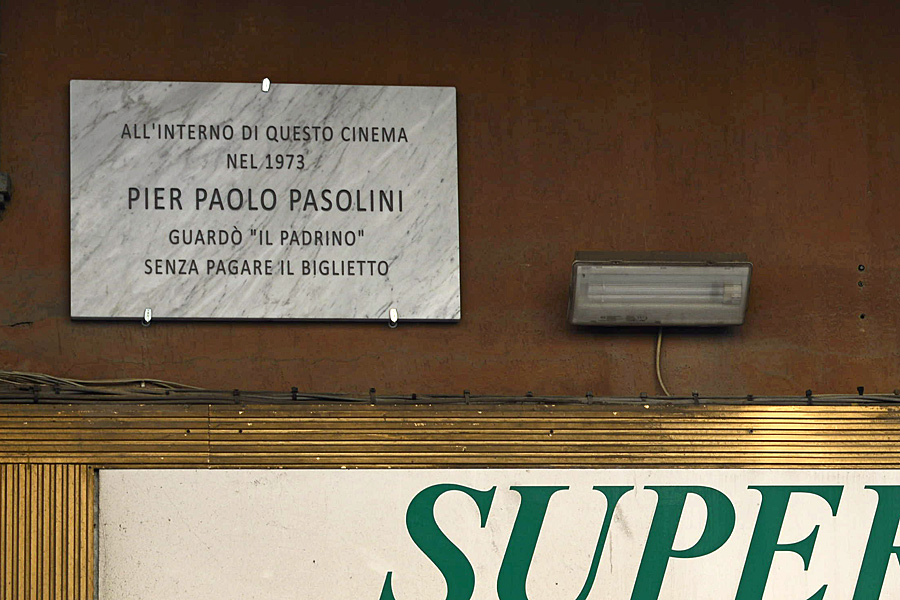 ALL'INTERNO DI QUESTO CINEMA
NEL 1973
PIER PAOLO PASOLINI
GUARDÒ "IL PADRINO"
SENZA PAGARE IL BIGLIETTO
SUPER